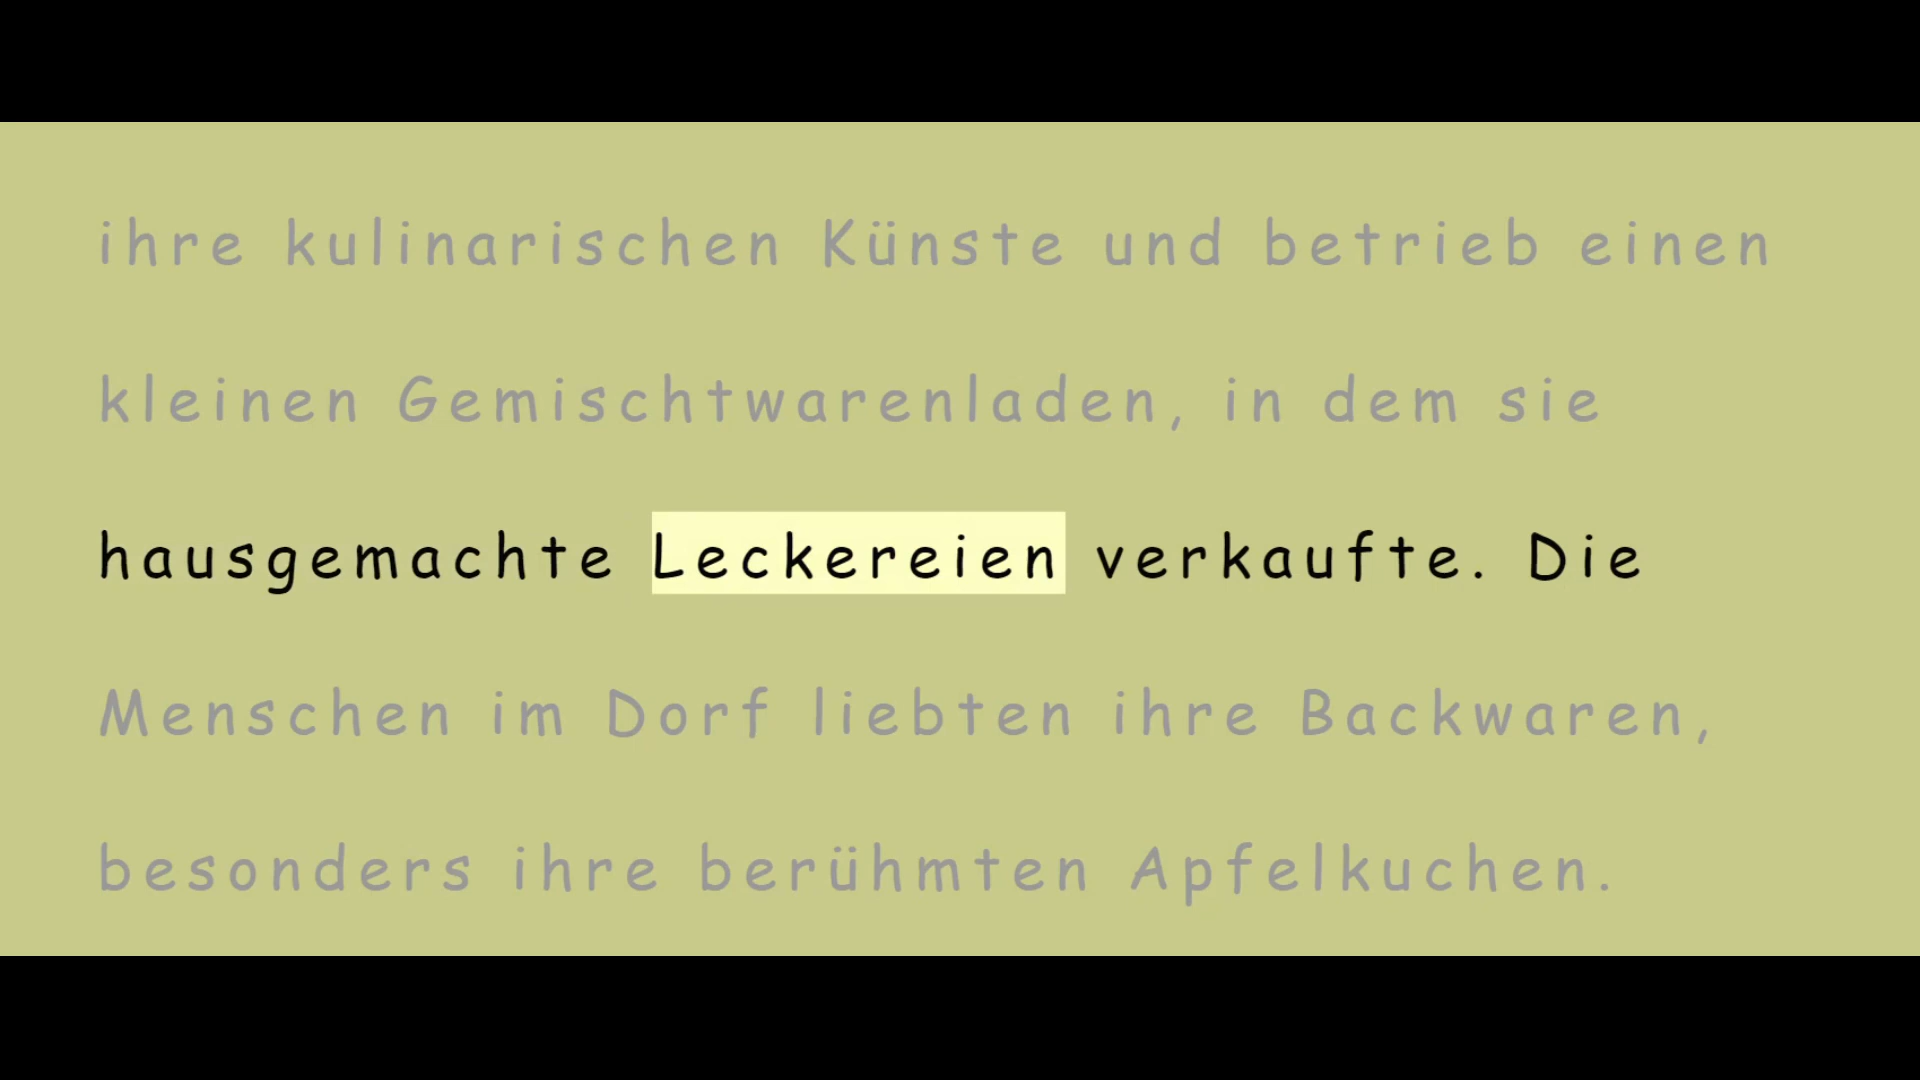 ihre kulinarischen Künste und betrieb einen
kleinen Gemischtwarenladen, in dem sie
hausgemachte Leckereien verkaufte. Die
Menschen im Dorf liebten ihre Backwaren,
besonders ihre berühmten Apfelkuchen.